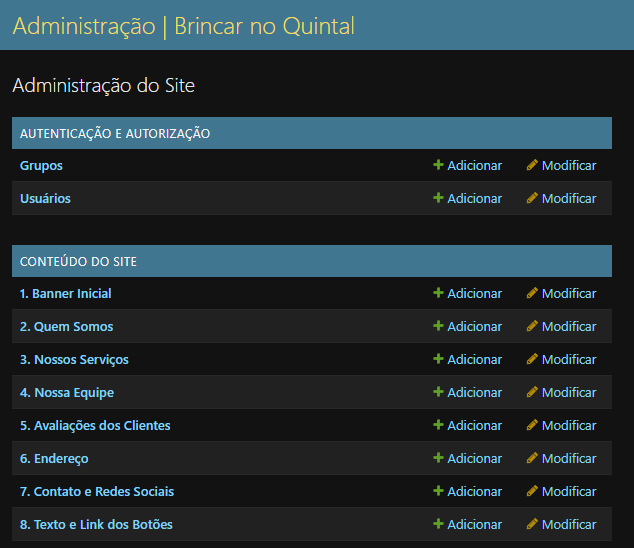 Administração | Brincar no Quintal
Administração do Site
AUTENTICAÇÃO E AUTORIZAÇÃO
Grupos Adicionar Modificar
Usuários Adicionar Modificar
CONTEÚDO DO SITE
1. Banner Inicial Adicionar Modificar
2. Quem Somos Adicionar Modificar
3. Nossos Serviços Adicionar Modificar
4. Nossa Equipe Adicionar Modificar
5. Avaliações dos Clientes Adicionar Modificar
6. Endereço Adicionar Modificar
7. Contato e Redes Sociais Adicionar Modificar
8. Texto e Link dos Botões Adicionar Modificar